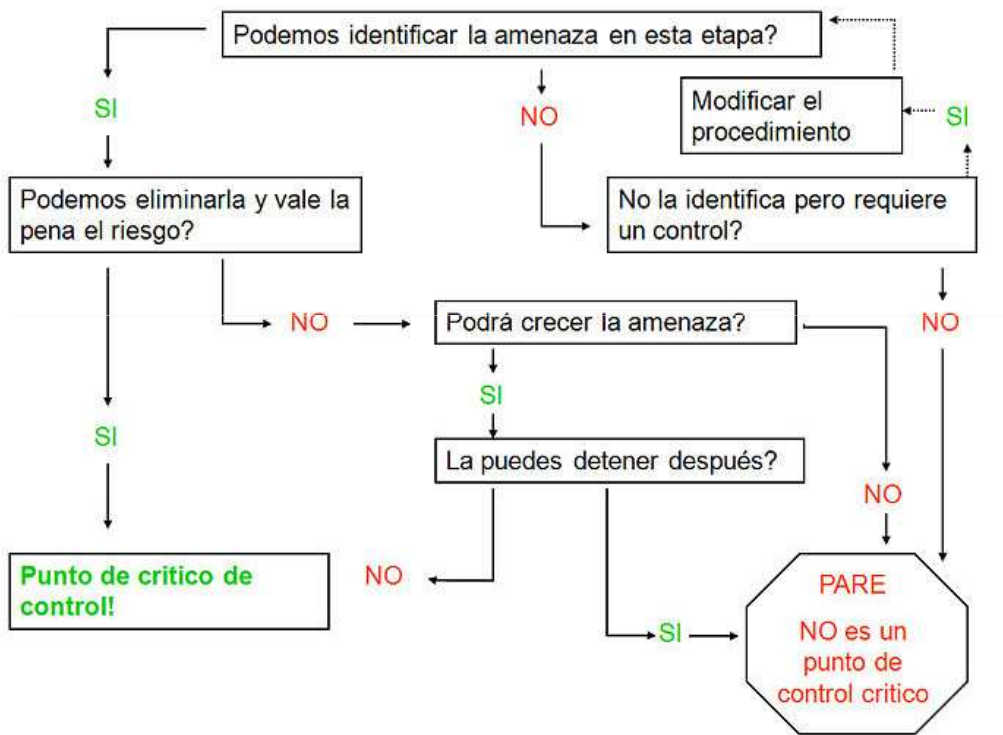 Podemos identificar la amenaza en esta etapa?
SI
NO
Modificar el
procedimiento
SI
Podemos eliminarla y vale la
pena el riesgo?
No la identifica pero requiere
un control?
NO
Podrá crecer la amenaza?
NO
SI
SI
La puedes detener después?
NO
Punto de critico de
control!
NO
SI
PARE
NO es un
punto de
control critico